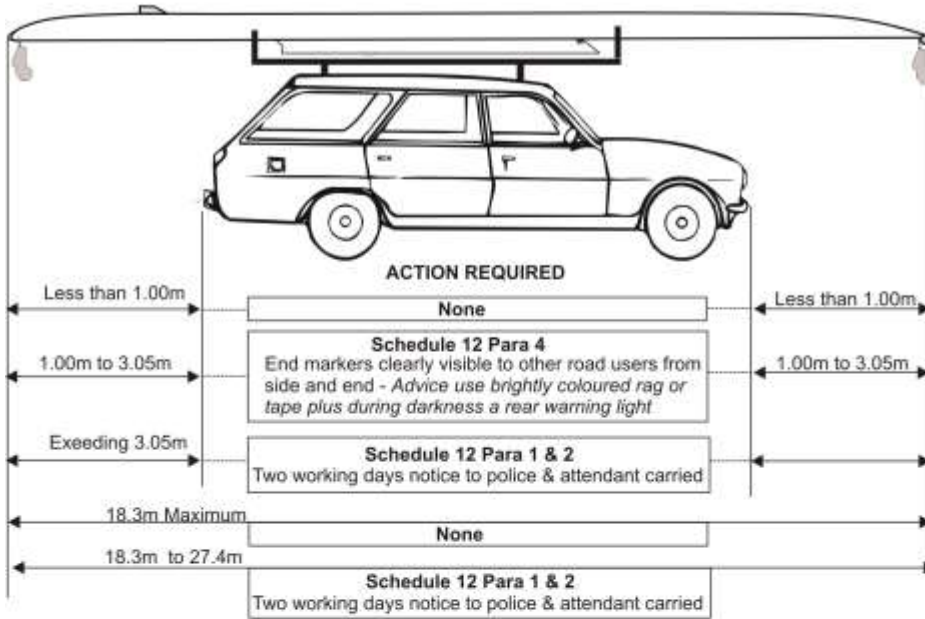 ACTION REQUIRED
Less than 1.00m
None
Less than 1.00m
Schedule 12 Para 4
1.00m to 3.05m
End markers clearly visible to other road users from
side and end - Advice use brightly coloured rag or
tape plus during darkness a rear warning light
1.00m to 3.05m
Exeeding 3.05m
Schedule 12 Para 1 & 2
Two working days notice to police & attendant carried
18.3m Maximum
None
18.3m to 27.4m
Schedule 12 Para 1 & 2
Two working days notice to police & attendant carried